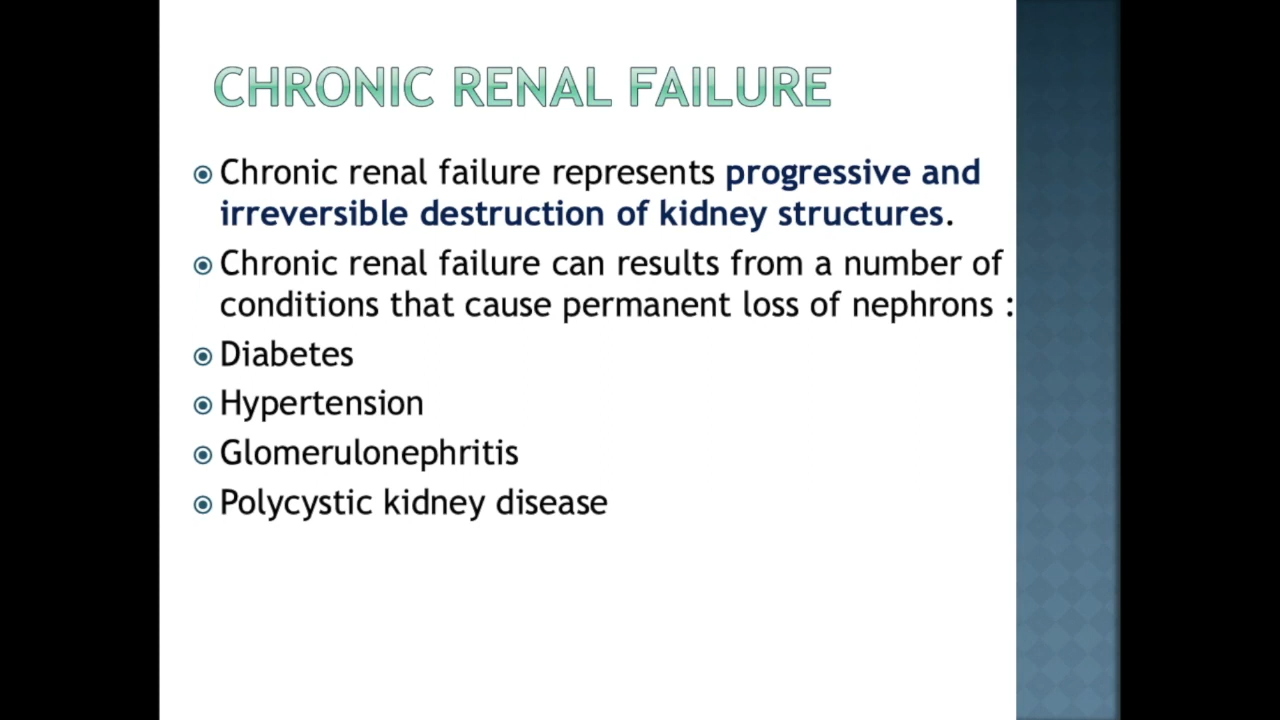 CHRONIC RENAL FAILURE
Chronic renal failure represents progressive and
irreversible destruction of kidney structures.
Chronic renal failure can results from a number of
conditions that cause permanent loss of nephrons :
Diabetes
Hypertension
Glomerulonephritis
Polycystic kidney disease